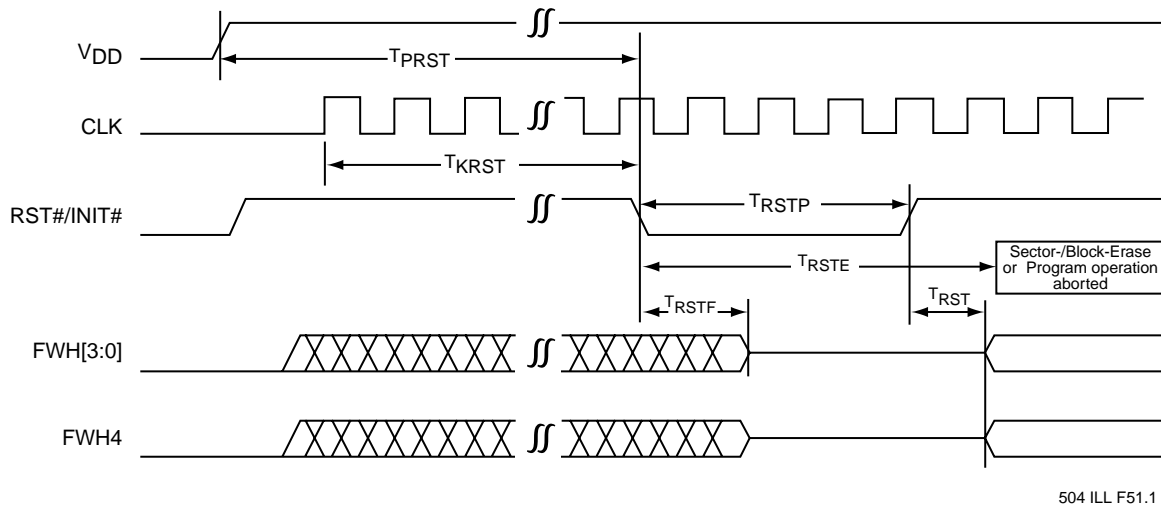 VDD
TPRST
CLK
TKRST
RST#/INIT#
TRSTP
TRSTE
Sector-/Block-Erase
or Program operation
aborted
TRSTF
TRST
FWH[3:0]
FWH4
504 ILL F51.1